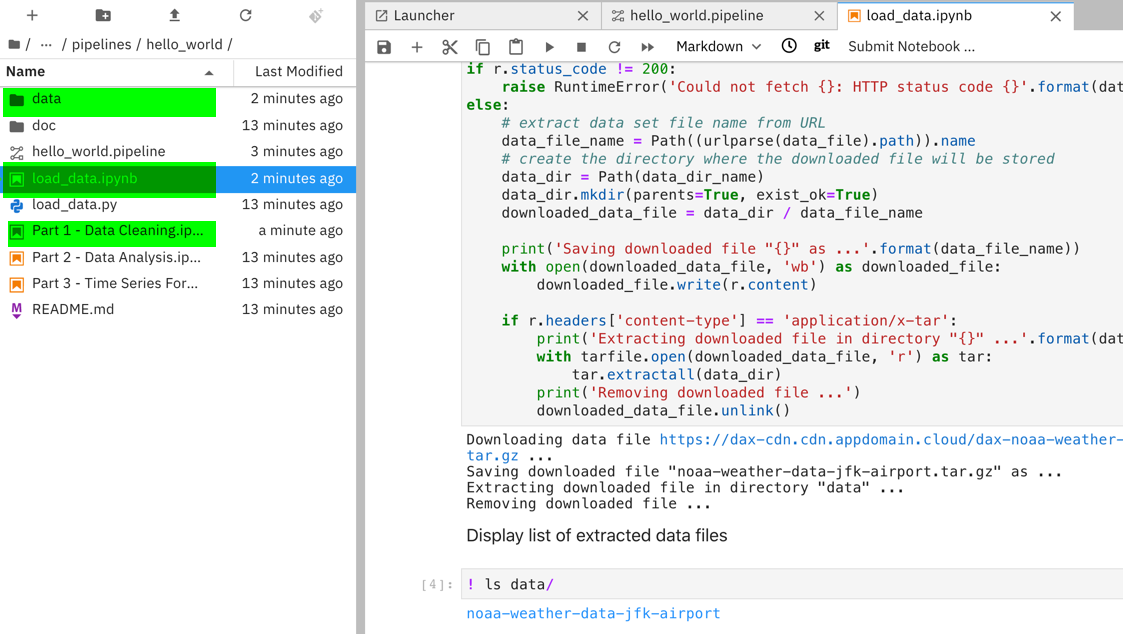 / ... / pipelines / hello_world /
Name Last Modified
data 2 minutes ago
doc 13 minutes ago
hello_world.pipeline 3 minutes ago
load_data.ipynb 2 minutes ago
load_data.py 13 minutes ago
Part 1 - Data Cleaning.ip... a minute ago
Part 2 - Data Analysis.ip... 13 minutes ago
Part 3 - Time Series For... 13 minutes ago
M README.md 13 minutes ago
Launcher
hello_world.pipeline
load_data.ipynb
Markdown git Submit Notebook ...
if r.status_code != 200:
raise RuntimeError('Could not fetch {}: HTTP status code {}'.format(dat
else:
# extract data set file name from URL
data_file_name = Path((urlparse(data_file).path)).name
# create the directory where the downloaded file will be stored
data_dir = Path(data_dir_name)
data_dir.mkdir(parents=True, exist_ok=True)
downloaded_data_file = data_dir / data_file_name
print('Saving downloaded file "{}" as ...'.format(data_file_name))
with open(downloaded_data_file, 'wb') as downloaded_file:
downloaded_file.write(r.content)
if r.headers['content-type'] == 'application/x-tar':
print('Extracting downloaded file in directory "{}" ...'.format(dat
with tarfile.open(downloaded_data_file, 'r') as tar:
tar.extractall(data_dir)
print('Removing downloaded file ...')
downloaded_data_file.unlink()
Downloading data file https://dax-cdn.cdn.appdomain.cloud/dax-noaa-weather-
tar.gz ...
Saving downloaded file "noaa-weather-data-jfk-airport.tar.gz" as ...
Extracting downloaded file in directory "data" ...
Removing downloaded file ...
Display list of extracted data files
[4]: ! ls data/
noaa-weather-data-jfk-airport